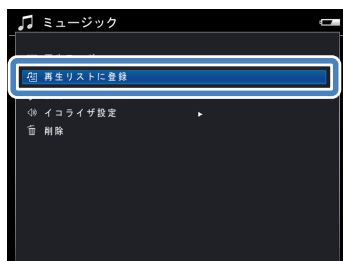 ミュージック
再生リストに登録
イコライザ設定
削除